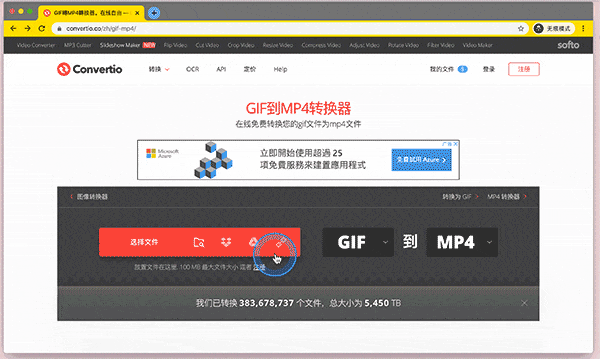 GIF到MP4转换器。在线自由 —
convertio.co/zh/gif-mp4/
无痕模式
Video Converter MP3 Cutter Slideshow Maker NEW Flip Video Cut Video Crop Video Resize Video Compress Video Adjust Video Rotate Video Filter Video Video Maker softo
Convertio 转换 OCR API 定价 Help 我的文件 登录 注册
GIF到MP4转换器
在线免费转换您的gif文件为mp4文件
广告
Microsoft
Azure
立即開始使用超過 25
項免費服務來建置應用程式
免費試用 Azure
图像转换器 转换为 GIF MP4 转换器
选择文件 GIF 到 MP4
放置文件在这里. 100 MB 最大文件大小 或者 注册
我们已转换 383,678,737 个文件，总大小为 5,450 TB